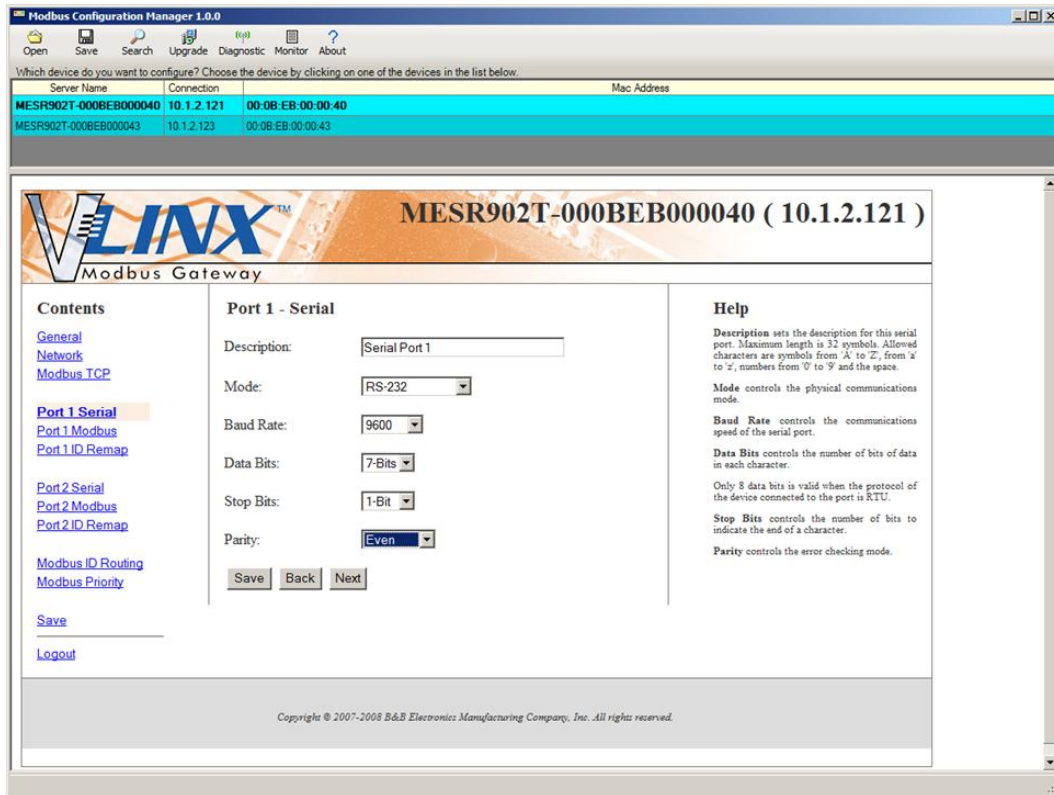 Modbus Configuration Manager 1.0.0
Open Save Search Upgrade Diagnostic Monitor About
Which device do you want to configure? Choose the device by clicking on one of the devices in the list below.
Server Name Connection Mac Address
MESR902T-000BEB000040 10.1.2.121 00:0B:EB:00:00:40
MESR902T-000BEB000043 10.1.2.123 00:0B:EB:00:00:43
VLINX™
Modbus Gateway
MESR902T-000BEB000040 ( 10.1.2.121 )
Contents
General
Network
Modbus TCP
Port 1 Serial
Port 1 Modbus
Port 1 ID Remap
Port 2 Serial
Port 2 Modbus
Port 2 ID Remap
Modbus ID Routing
Modbus Priority
Save
Logout
Port 1 - Serial
Description: Serial Port 1
Mode: RS-232
Baud Rate: 9600
Data Bits: 7-Bits
Stop Bits: 1-Bit
Parity: Even
Save Back Next
Help
Description sets the description for this serial
port. Maximum length is 32 symbols. Allowed
characters are symbols from 'A' to 'Z', from 'a'
to 'z', numbers from '0' to '9' and the space.
Mode controls the physical communications
mode.
Baud Rate controls the communications
speed of the serial port.
Data Bits controls the number of bits of data
in each character.
Only 8 data bits is valid when the protocol of
the device connected to the port is RTU.
Stop Bits controls the number of bits to
indicate the end of a character.
Parity controls the error checking mode.
Copyright © 2007-2008 B&B Electronics Manufacturing Company, Inc. All rights reserved.